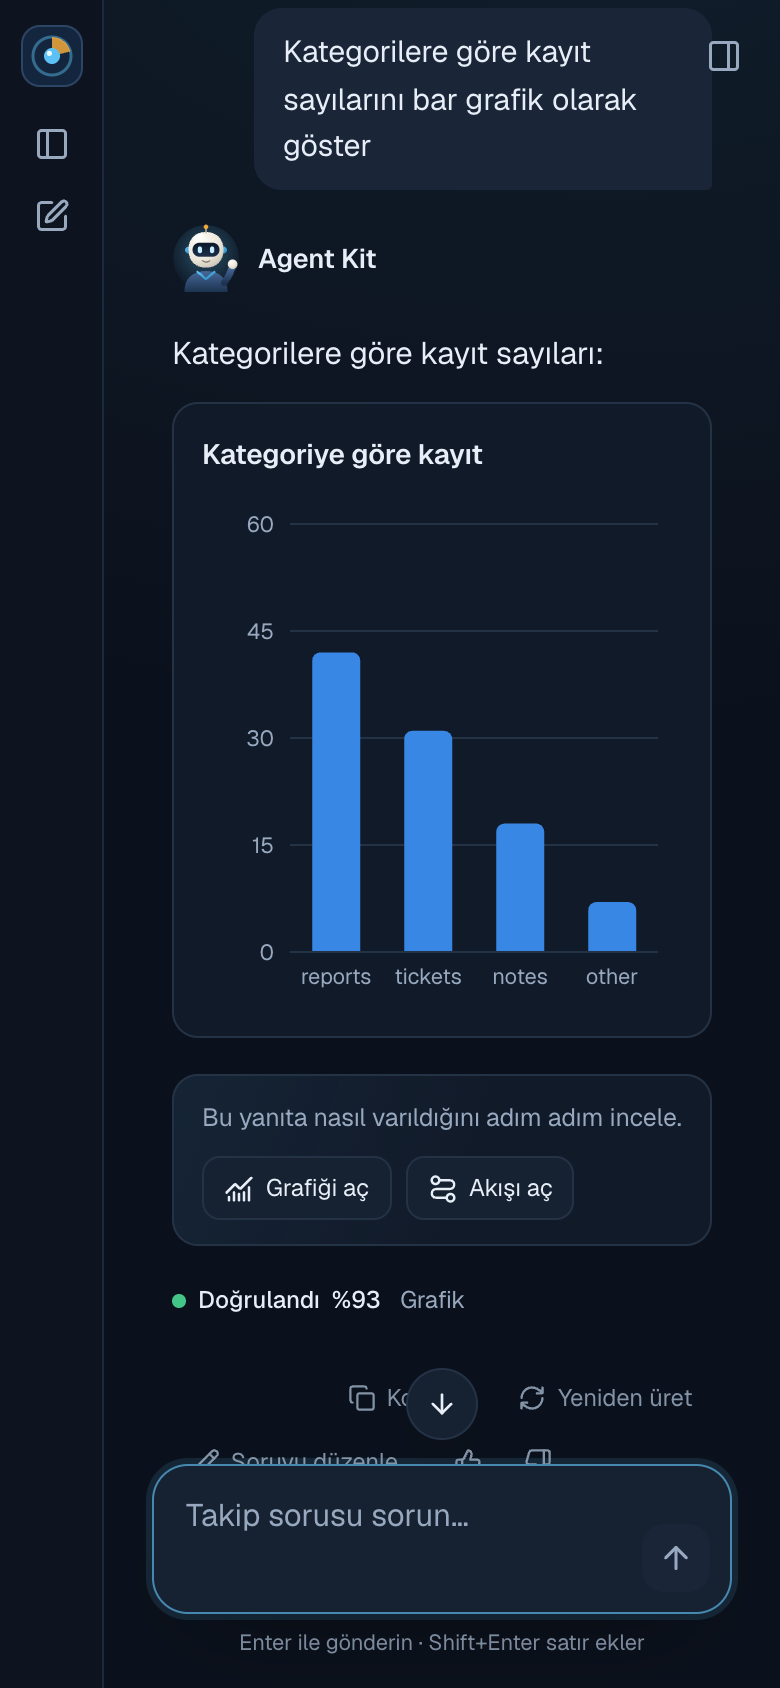 Kategorilere göre kayıt
sayılarını bar grafik olarak
göster
Agent Kit
Kategorilere göre kayıt sayıları:
Kategoriye göre kayıt
60
45
30
15
0
reports tickets notes other
Bu yanıta nasıl varıldığını adım adım incele.
Grafiği aç Akışı aç
Doğrulandı %93 Grafik
Yeniden üret
Soruyu düzenle
Takip sorusu sorun...
Enter ile gönderin · Shift+Enter satır ekler